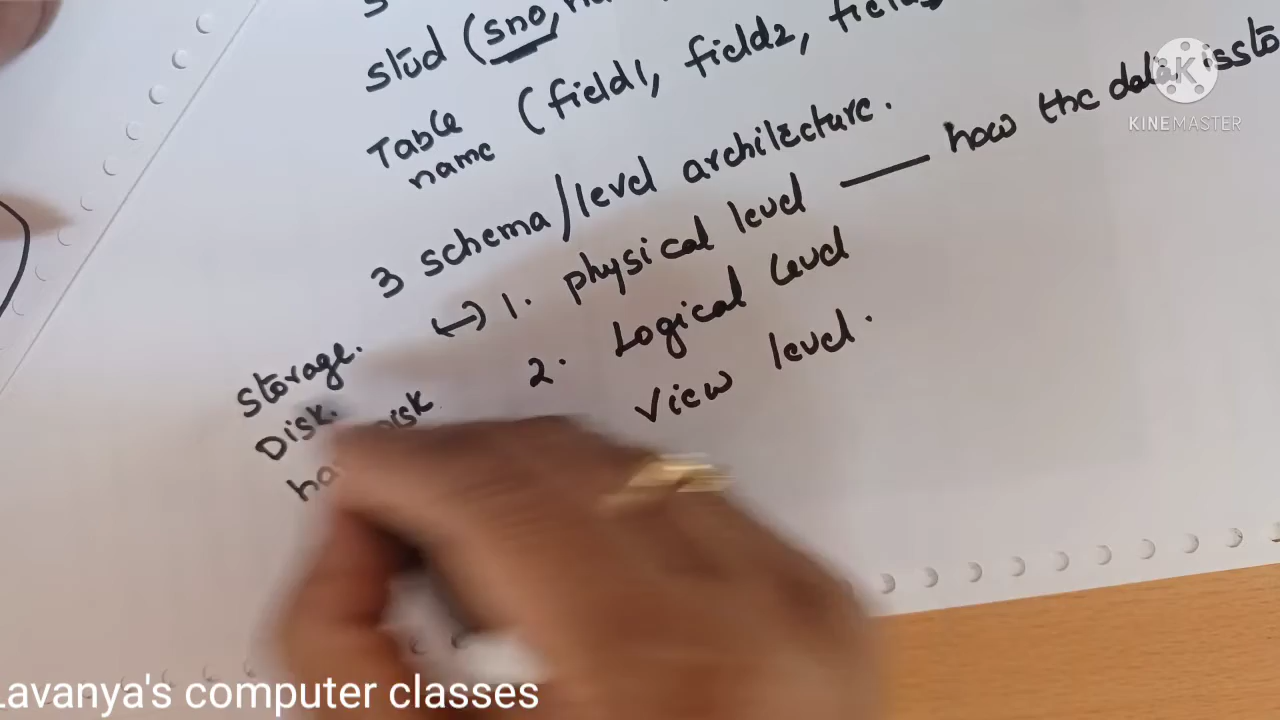 stud (sno,
Table name (field1, field2,
3 schema/level architecture.
1. physical level — how the data is
2. Logical level
View level.
Storage.
Disk.
Disk
KINEMASTER
Lavanya's computer classes